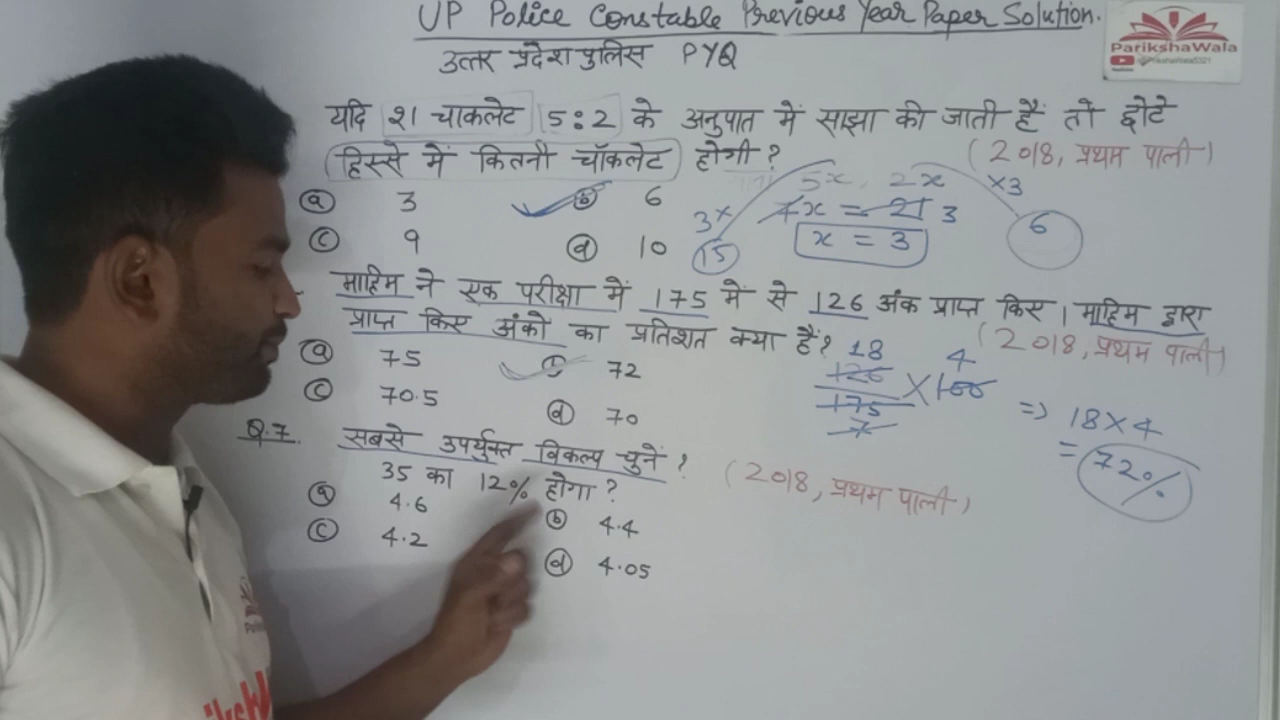 UP Police Constable Previous Year Paper Solution.
उत्तर प्रदेश पुलिस PYQ
ParikshaWala
यदि 21 चाकलेट 5:2 के अनुपात में साझा की जाती हैं तो छोटे
हिस्से में कितनी चॉकलेट होगी? (2018, प्रथम पाली)
ⓐ 3 ⓑ 6
ⓒ 9 ⓓ 10
5x, 2x ×3
7x = 21 3
x = 3
3×
15
6
माहिम ने एक परीक्षा में 175 में से 126 अंक प्राप्त किए। माहिम द्वारा
प्राप्त किए अंको का प्रतिशत क्या हैं? (2018, प्रथम पाली)
ⓐ 75 72
ⓒ 70.5 ⓓ 70
18 4
126 × 100
175
7
=> 18×4
= 72%
Q.7. सबसे उपर्युक्त विकल्प चुनें?
35 का 12% होगा? (2018, प्रथम पाली)
ⓐ 4.6 ⓑ 4.4
ⓒ 4.2 ⓓ 4.05